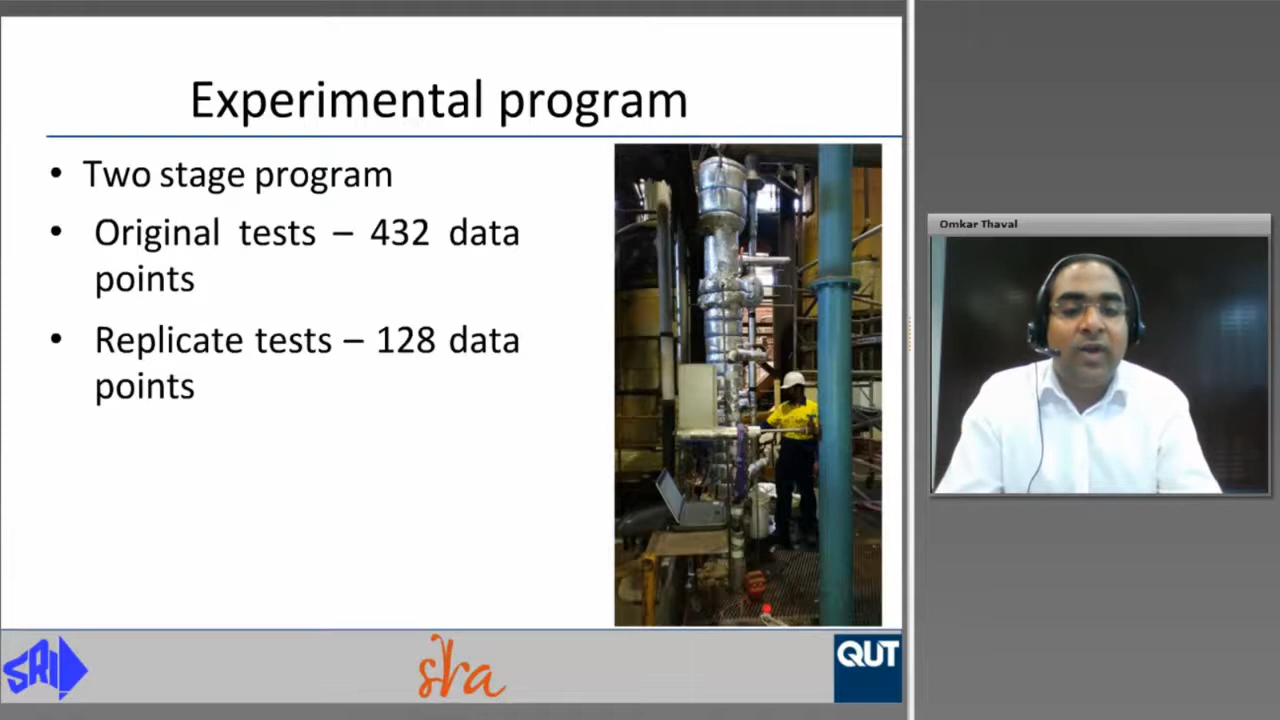 Experimental program
• Two stage program
• Original tests – 432 data
points
• Replicate tests – 128 data
points
Omkar Thaval
SRI
sra
QUT